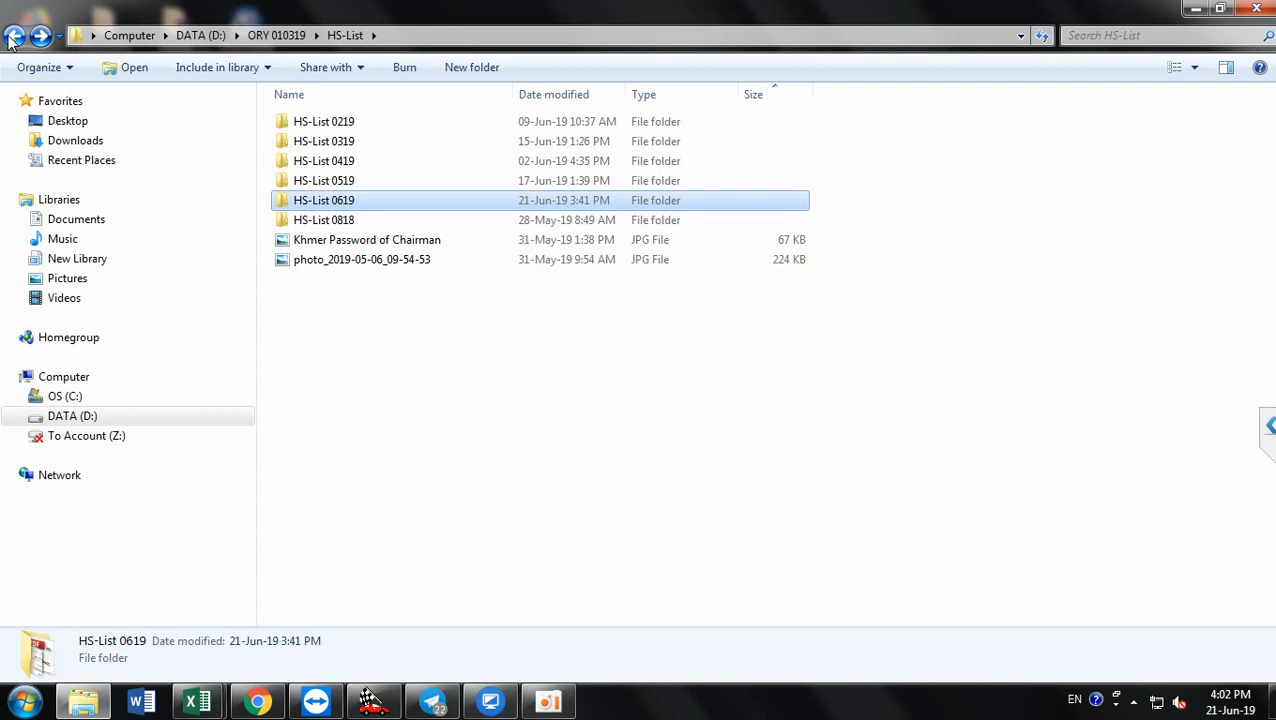 Computer DATA (D:) ORY 010319 HS-List Search HS-List
Organize Open Include in library Share with Burn New folder
Favorites
Desktop
Downloads
Recent Places
Libraries
Documents
Music
New Library
Pictures
Videos
Homegroup
Computer
OS (C:)
DATA (D:)
To Account (Z:)
Network
Name Date modified Type Size
HS-List 0219 09-Jun-19 10:37 AM File folder
HS-List 0319 15-Jun-19 1:26 PM File folder
HS-List 0419 02-Jun-19 4:35 PM File folder
HS-List 0519 17-Jun-19 1:39 PM File folder
HS-List 0619 21-Jun-19 3:41 PM File folder
HS-List 0818 28-May-19 8:49 AM File folder
Khmer Password of Chairman 31-May-19 1:38 PM JPG File 67 KB
photo_2019-05-06_09-54-53 31-May-19 9:54 AM JPG File 224 KB
HS-List 0619 Date modified: 21-Jun-19 3:41 PM
File folder
22
EN
4:02 PM
21-Jun-19